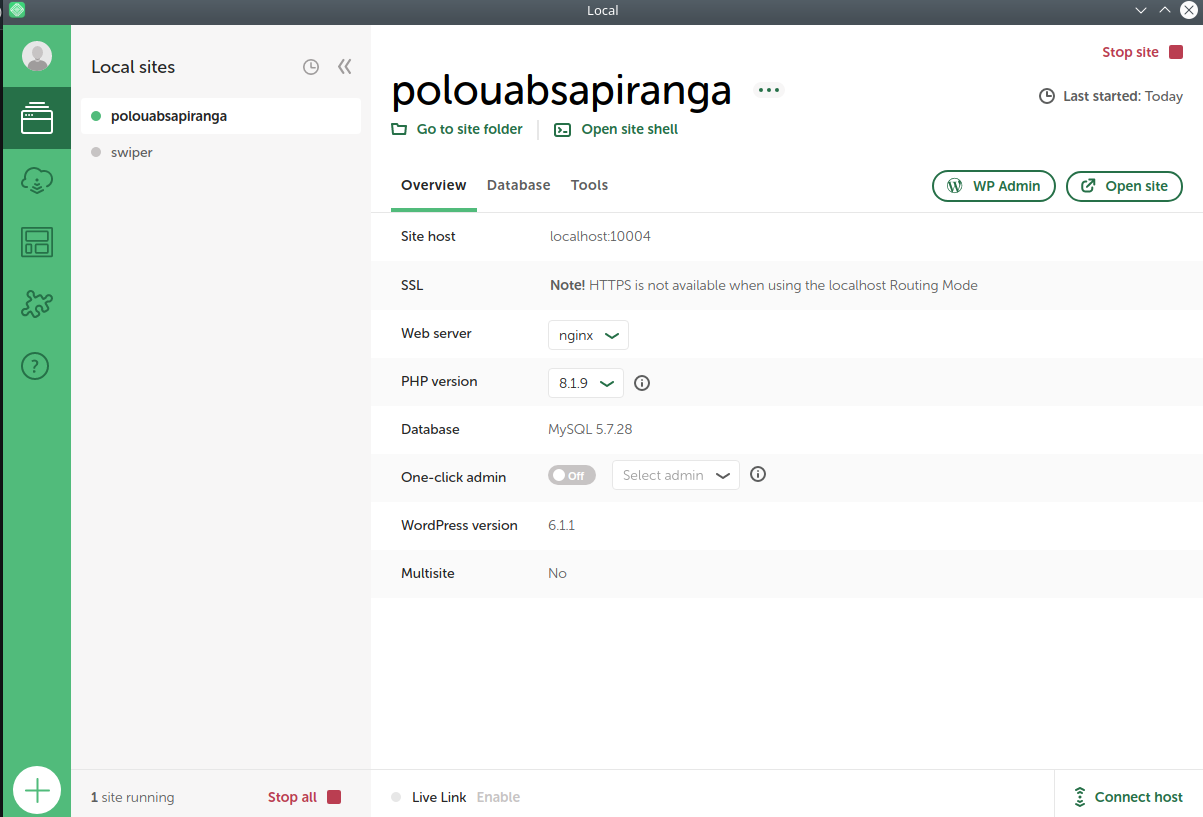 Local
Local sites
polouabsapiranga
swiper
1 site running
Stop all
Stop site
polouabsapiranga
Last started: Today
Go to site folder
Open site shell
Overview Database Tools
WP Admin
Open site
Site host localhost:10004
SSL Note! HTTPS is not available when using the localhost Routing Mode
Web server nginx
PHP version 8.1.9
Database MySQL 5.7.28
One-click admin Off Select admin
WordPress version 6.1.1
Multisite No
Live Link Enable
Connect host